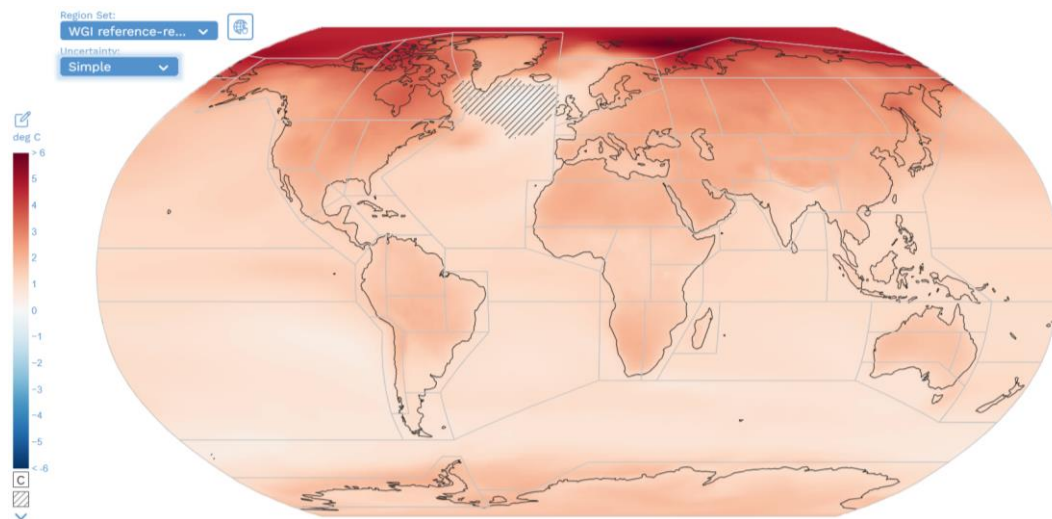 Region Set:
WGI reference-re...
Uncertainty:
Simple
deg C
> 6
5
4
3
2
1
0
−1
−2
−3
−4
−5
< -6
C